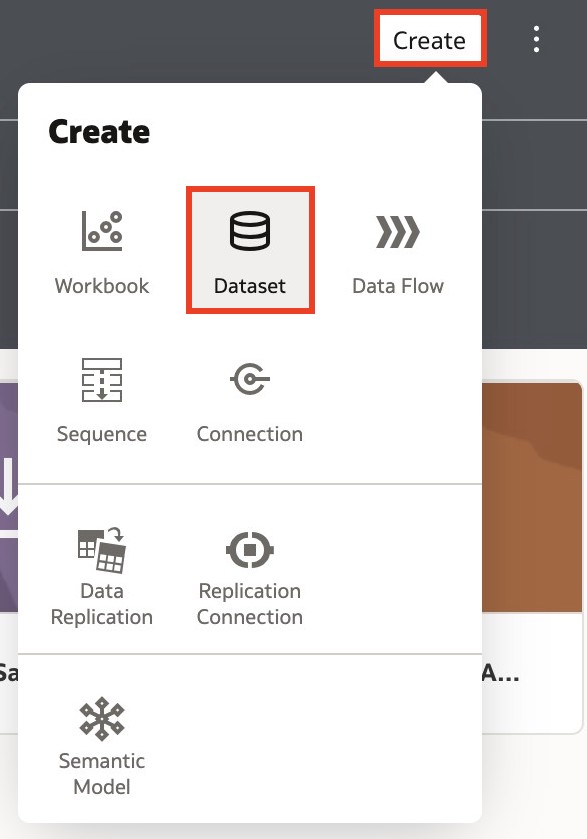 Create
Create
Workbook
Dataset
Data Flow
Sequence
Connection
Data
Replication
Replication
Connection
Sa
A...
Semantic
Model